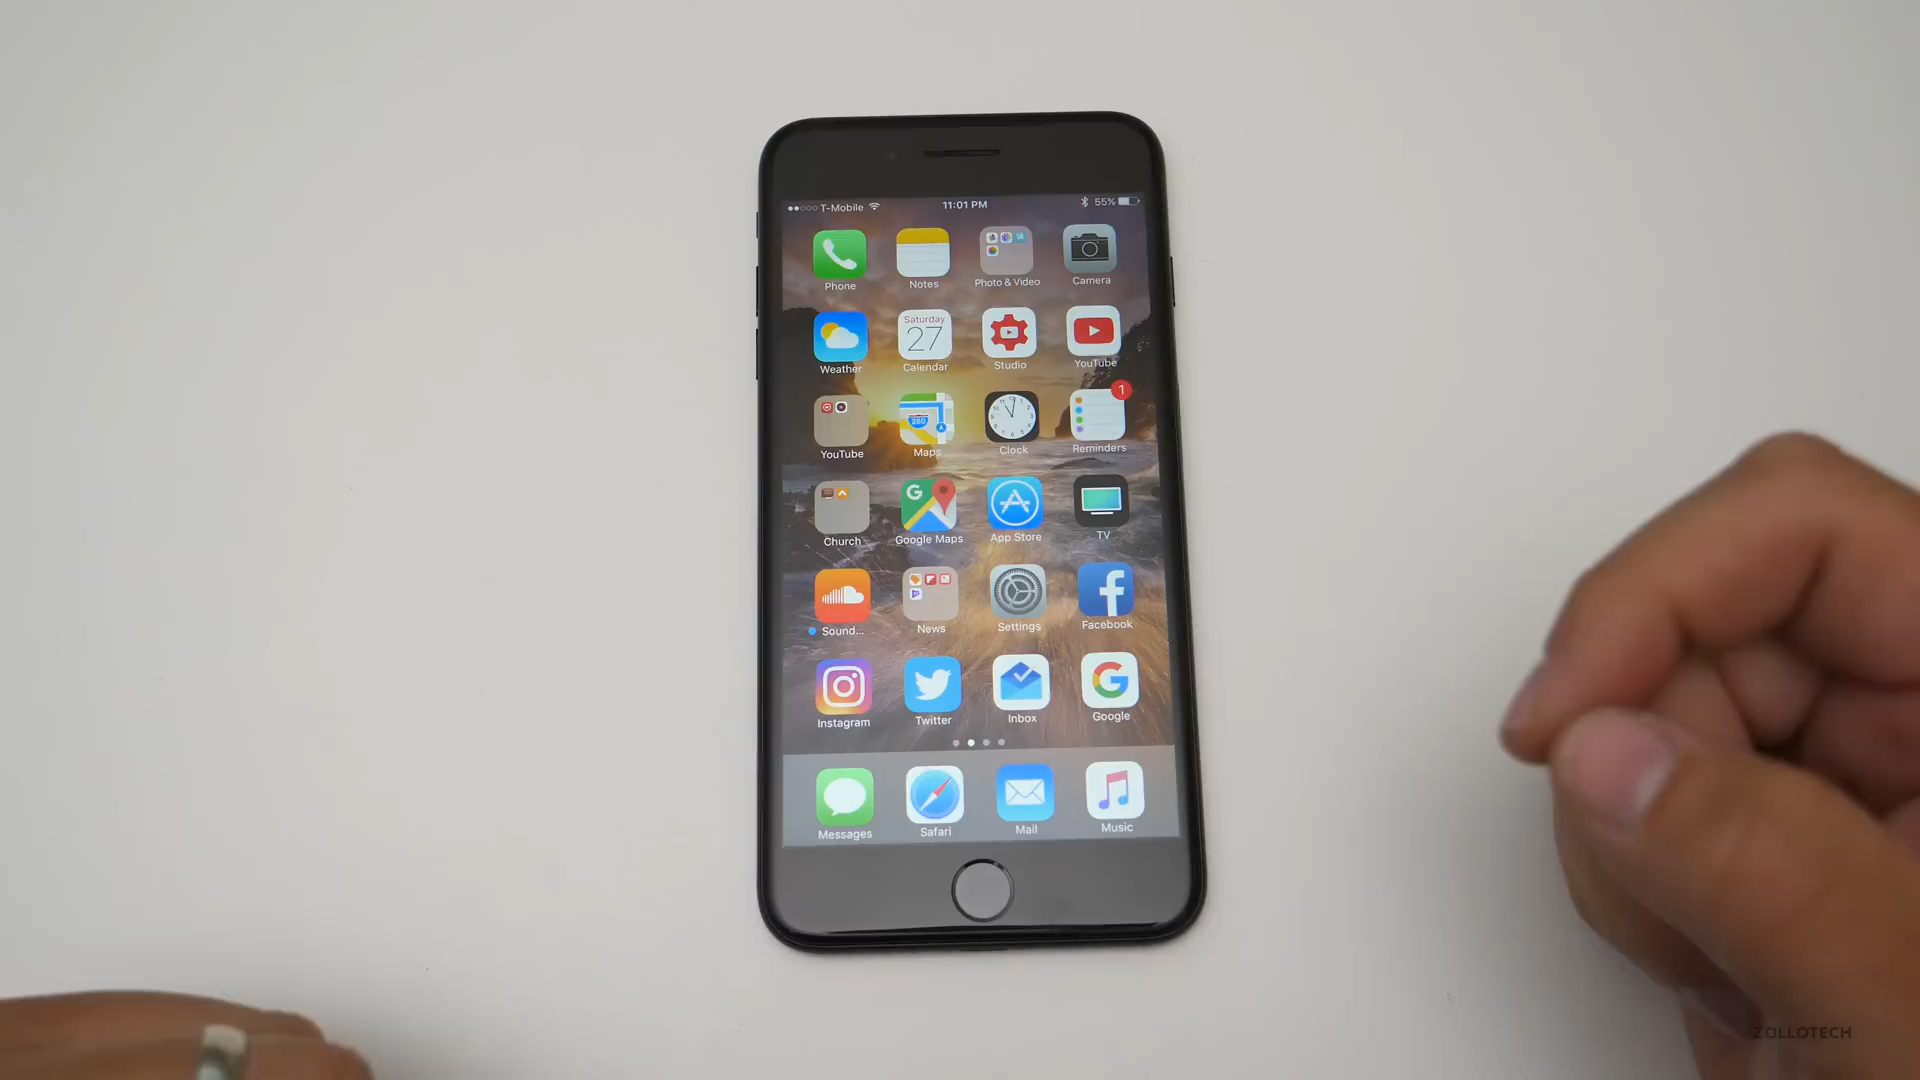 T-Mobile 11:01 PM 55%
Phone Notes Photo & Video Camera
Saturday
27
Weather Calendar Studio YouTube
280
1
YouTube Maps Clock Reminders
G
Church Google Maps App Store TV
Sound... News Settings Facebook
Instagram Twitter Inbox Google
Messages Safari Mail Music
ZOLLOTECH